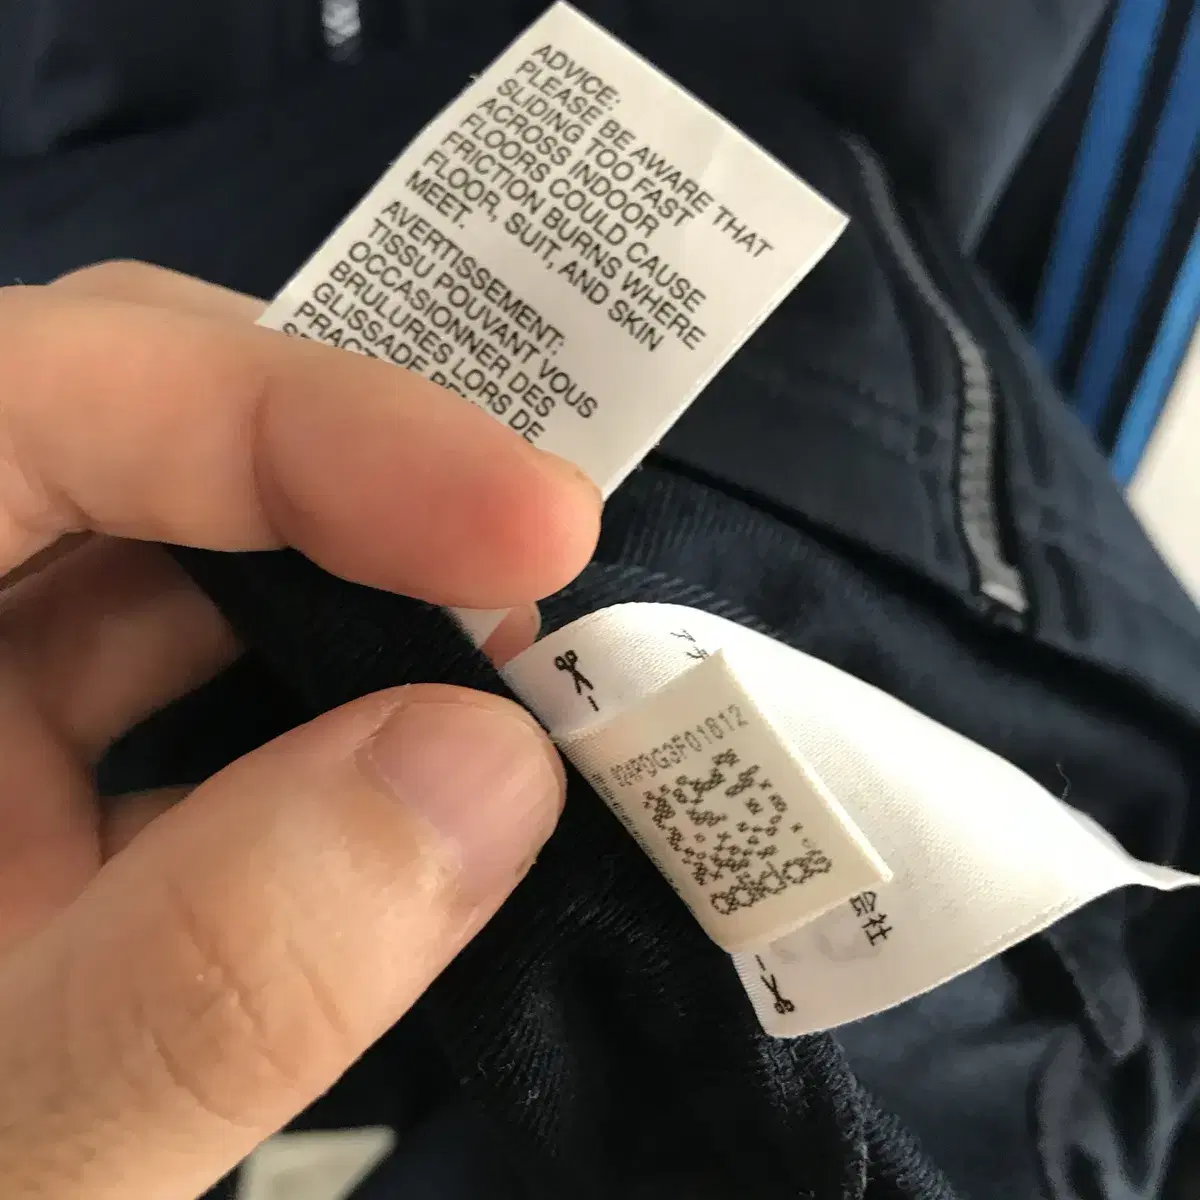 ADVICE:
PLEASE BE AWARE THAT
SLIDING TOO FAST
ACROSS INDOOR
FLOORS COULD CAUSE
FRICTION BURNS WHERE
FLOOR, SUIT, AND SKIN
MEET.
AVERTISSEMENT:
TISSU POUVANT VOUS
OCCASIONNER DES
BRULURES LORS DE
GLISSADE
adidas
会社